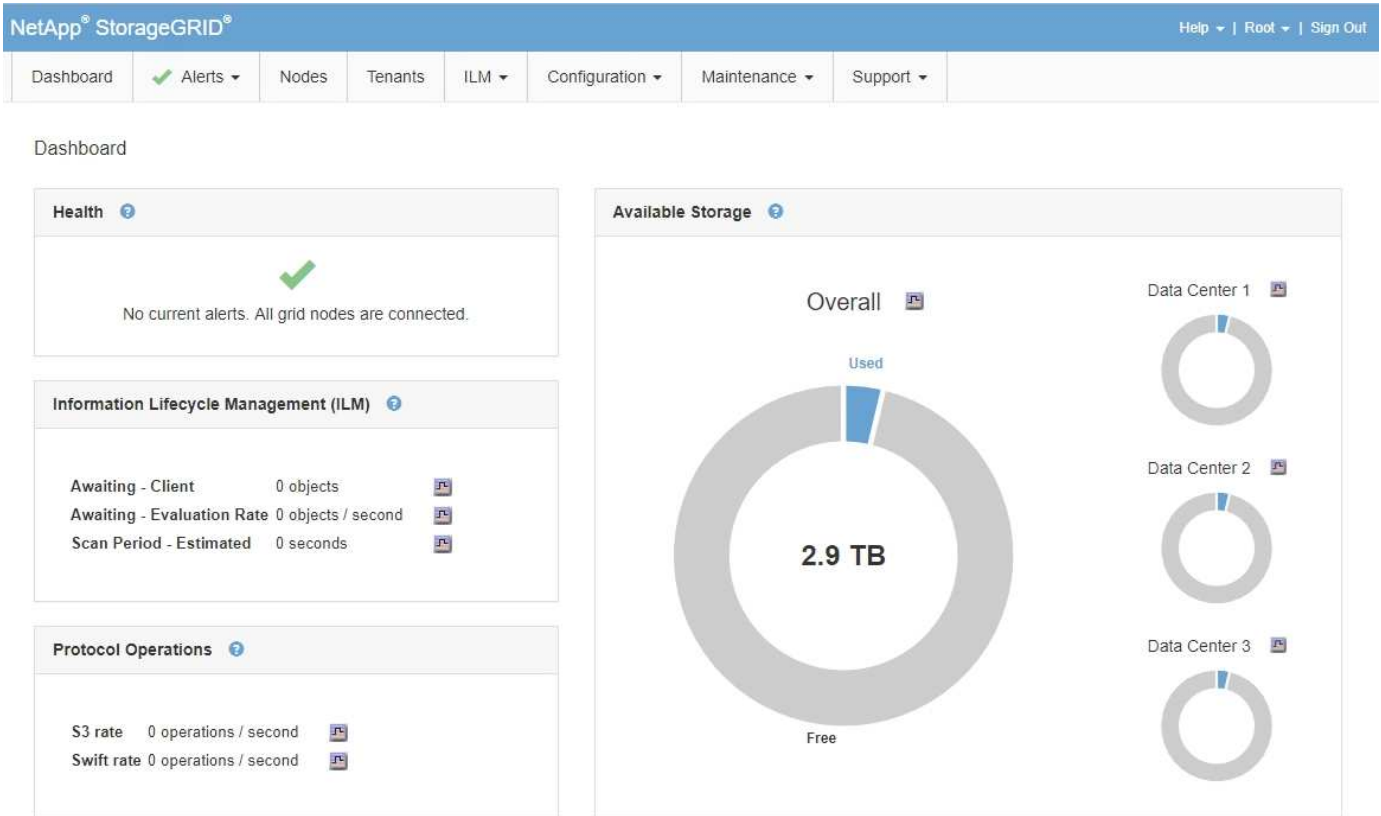 NetApp® StorageGRID®
Help | Root | Sign Out
Dashboard Alerts Nodes Tenants ILM Configuration Maintenance Support
Dashboard
Health
No current alerts. All grid nodes are connected.
Information Lifecycle Management (ILM)
Awaiting - Client 0 objects
Awaiting - Evaluation Rate 0 objects / second
Scan Period - Estimated 0 seconds
Protocol Operations
S3 rate 0 operations / second
Swift rate 0 operations / second
Available Storage
Overall
Used
2.9 TB
Free
Data Center 1
Data Center 2
Data Center 3